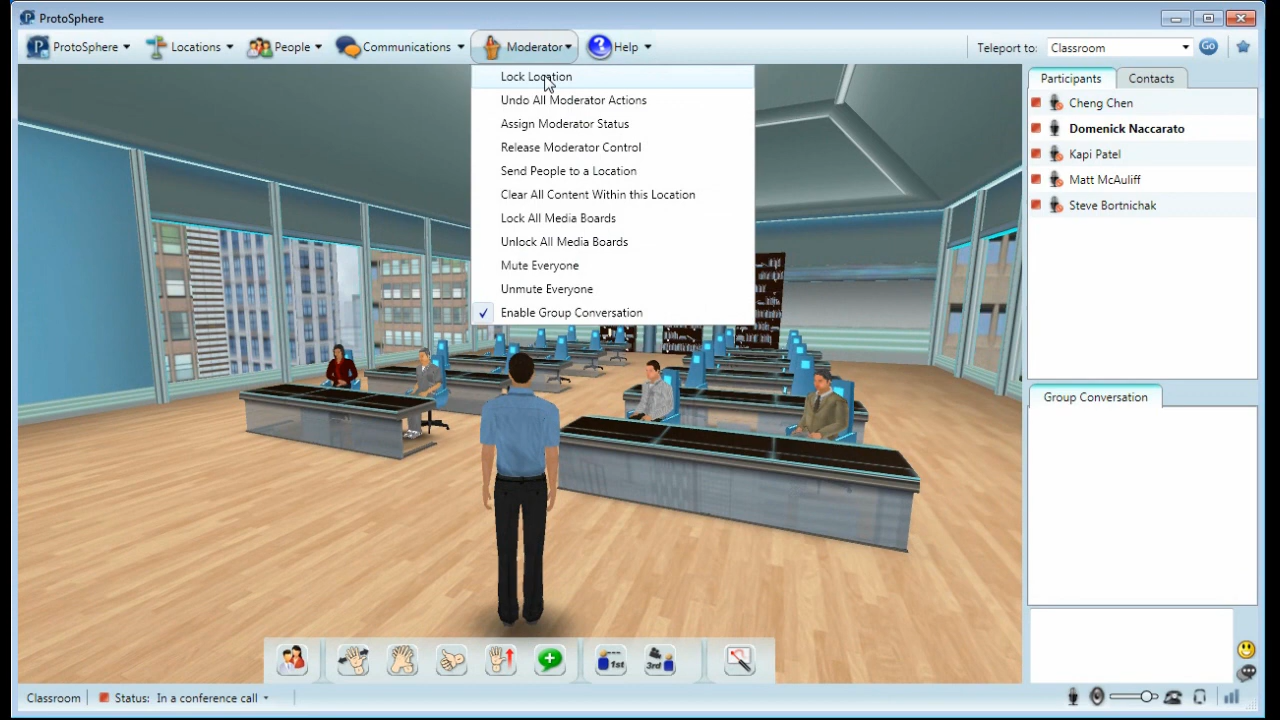 ProtoSphere
ProtoSphere Locations People Communications Moderator Help Teleport to: Classroom Go
Lock Location
Undo All Moderator Actions
Assign Moderator Status
Release Moderator Control
Send People to a Location
Clear All Content Within this Location
Lock All Media Boards
Unlock All Media Boards
Mute Everyone
Unmute Everyone
Enable Group Conversation
Participants Contacts
Cheng Chen
Domenick Naccarato
Kapi Patel
Matt McAuliff
Steve Bortnichak
Group Conversation
1st 3rd
Classroom Status: In a conference call